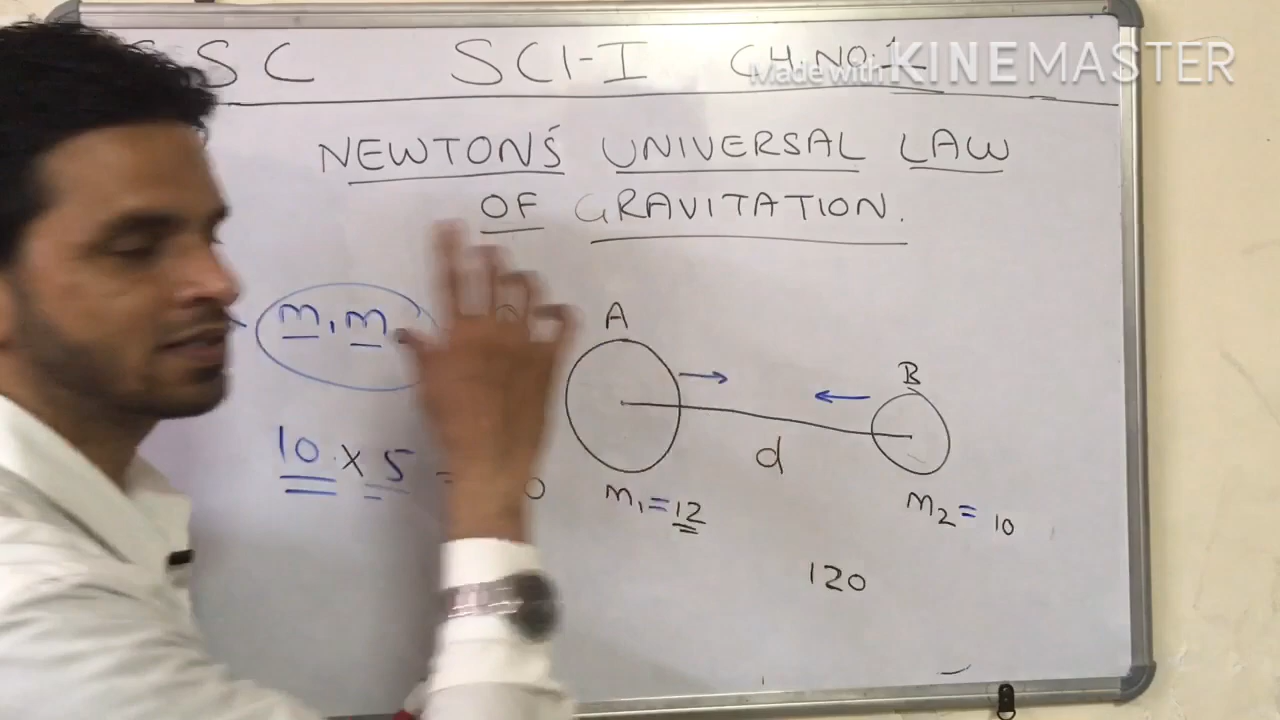 SSC SCI-I CH.NO.1
Made with KINEMASTER
NEWTON'S UNIVERSAL LAW
OF GRAVITATION.
m₁m₂
A
B
d
10 × 5 =
m₁ = 12
m₂ = 10
120